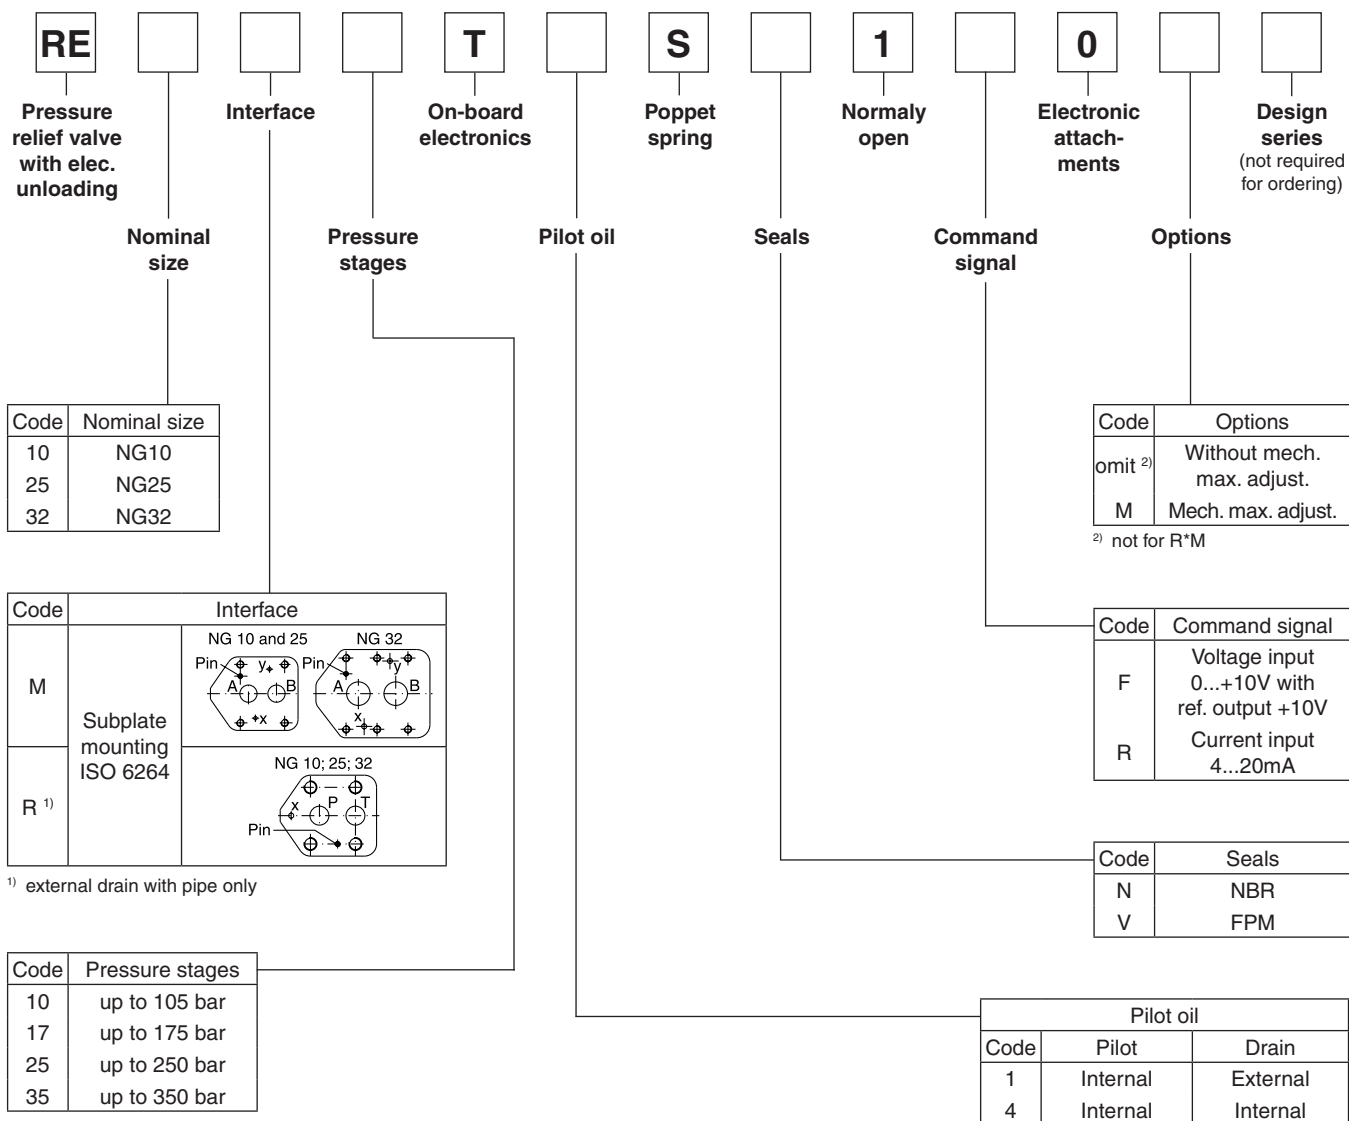 RE T S 1 0
Pressure
relief valve
with elec.
unloading
Interface
On-board
electronics
Poppet
spring
Normaly
open
Electronic
attach-
ments
Design
series
(not required
for ordering)
Nominal
size
Pressure
stages
Pilot oil
Seals
Command
signal
Options
Code Nominal size
10 NG10
25 NG25
32 NG32
Code Options
omit 2) Without mech.
max. adjust.
M Mech. max. adjust.
2) not for R*M
Code Interface
M
Subplate
mounting
ISO 6264
NG 10 and 25
Pin y
A B
x
NG 32
Pin y
A B
x
R 1)
NG 10; 25; 32
x P T
Pin
1) external drain with pipe only
Code Command signal
F Voltage input
0...+10V with
ref. output +10V
R Current input
4...20mA
Code Seals
N NBR
V FPM
Code Pressure stages
10 up to 105 bar
17 up to 175 bar
25 up to 250 bar
35 up to 350 bar
Pilot oil
Code Pilot Drain
1 Internal External
4 Internal Internal